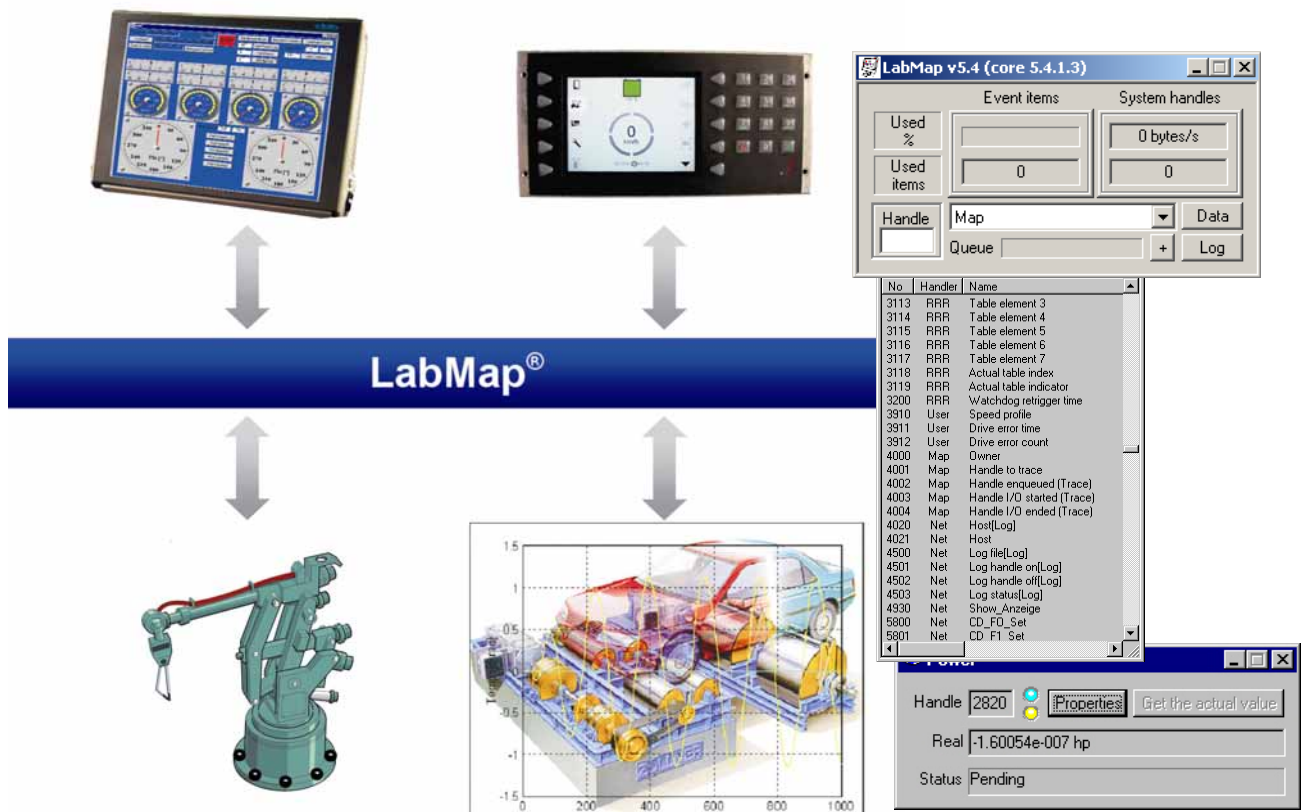 0
km/h
LabMap v5.4 (core 5.4.1.3)
Event items
System handles
Used %
0 bytes/s
Used items
0
0
Handle
Map
Data
Queue
+
Log
LabMap®
No Handler Name
3113 RRR Table element 3
3114 RRR Table element 4
3115 RRR Table element 5
3116 RRR Table element 6
3117 RRR Table element 7
3118 RRR Actual table index
3119 RRR Actual table indicator
3200 RRR Watchdog retrigger time
3910 User Speed profile
3911 User Drive error time
3912 User Drive error count
4000 Map Owner
4001 Map Handle to trace
4002 Map Handle enqueued (Trace)
4003 Map Handle I/O started (Trace)
4004 Map Handle I/O ended (Trace)
4020 Net Host[Log]
4021 Net Host
4500 Net Log file[Log]
4501 Net Log handle on[Log]
4502 Net Log handle off[Log]
4503 Net Log status[Log]
4930 Net Show_Anzeige
5800 Net CD_F0_Set
5801 Net CD_F1_Set
1.5
1
0.5
0
-0.5
-1
-1.5
0 200 400 600 800 1000
ZÖLLNER
Power
Handle 2820 Properties Get the actual value
Real -1.60054e-007 hp
Status Pending